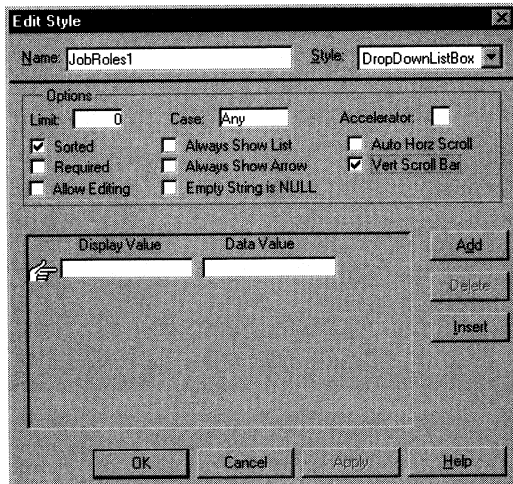 Edit Style
Name: JobRoles1 Style: DropDownListBox
Options
Limit: 0 Case: Any Accelerator:
Sorted Always Show List Auto Horz Scroll
Required Always Show Arrow Vert Scroll Bar
Allow Editing Empty String is NULL
Display Value Data Value
Add
Delete
Insert
OK Cancel Apply Help